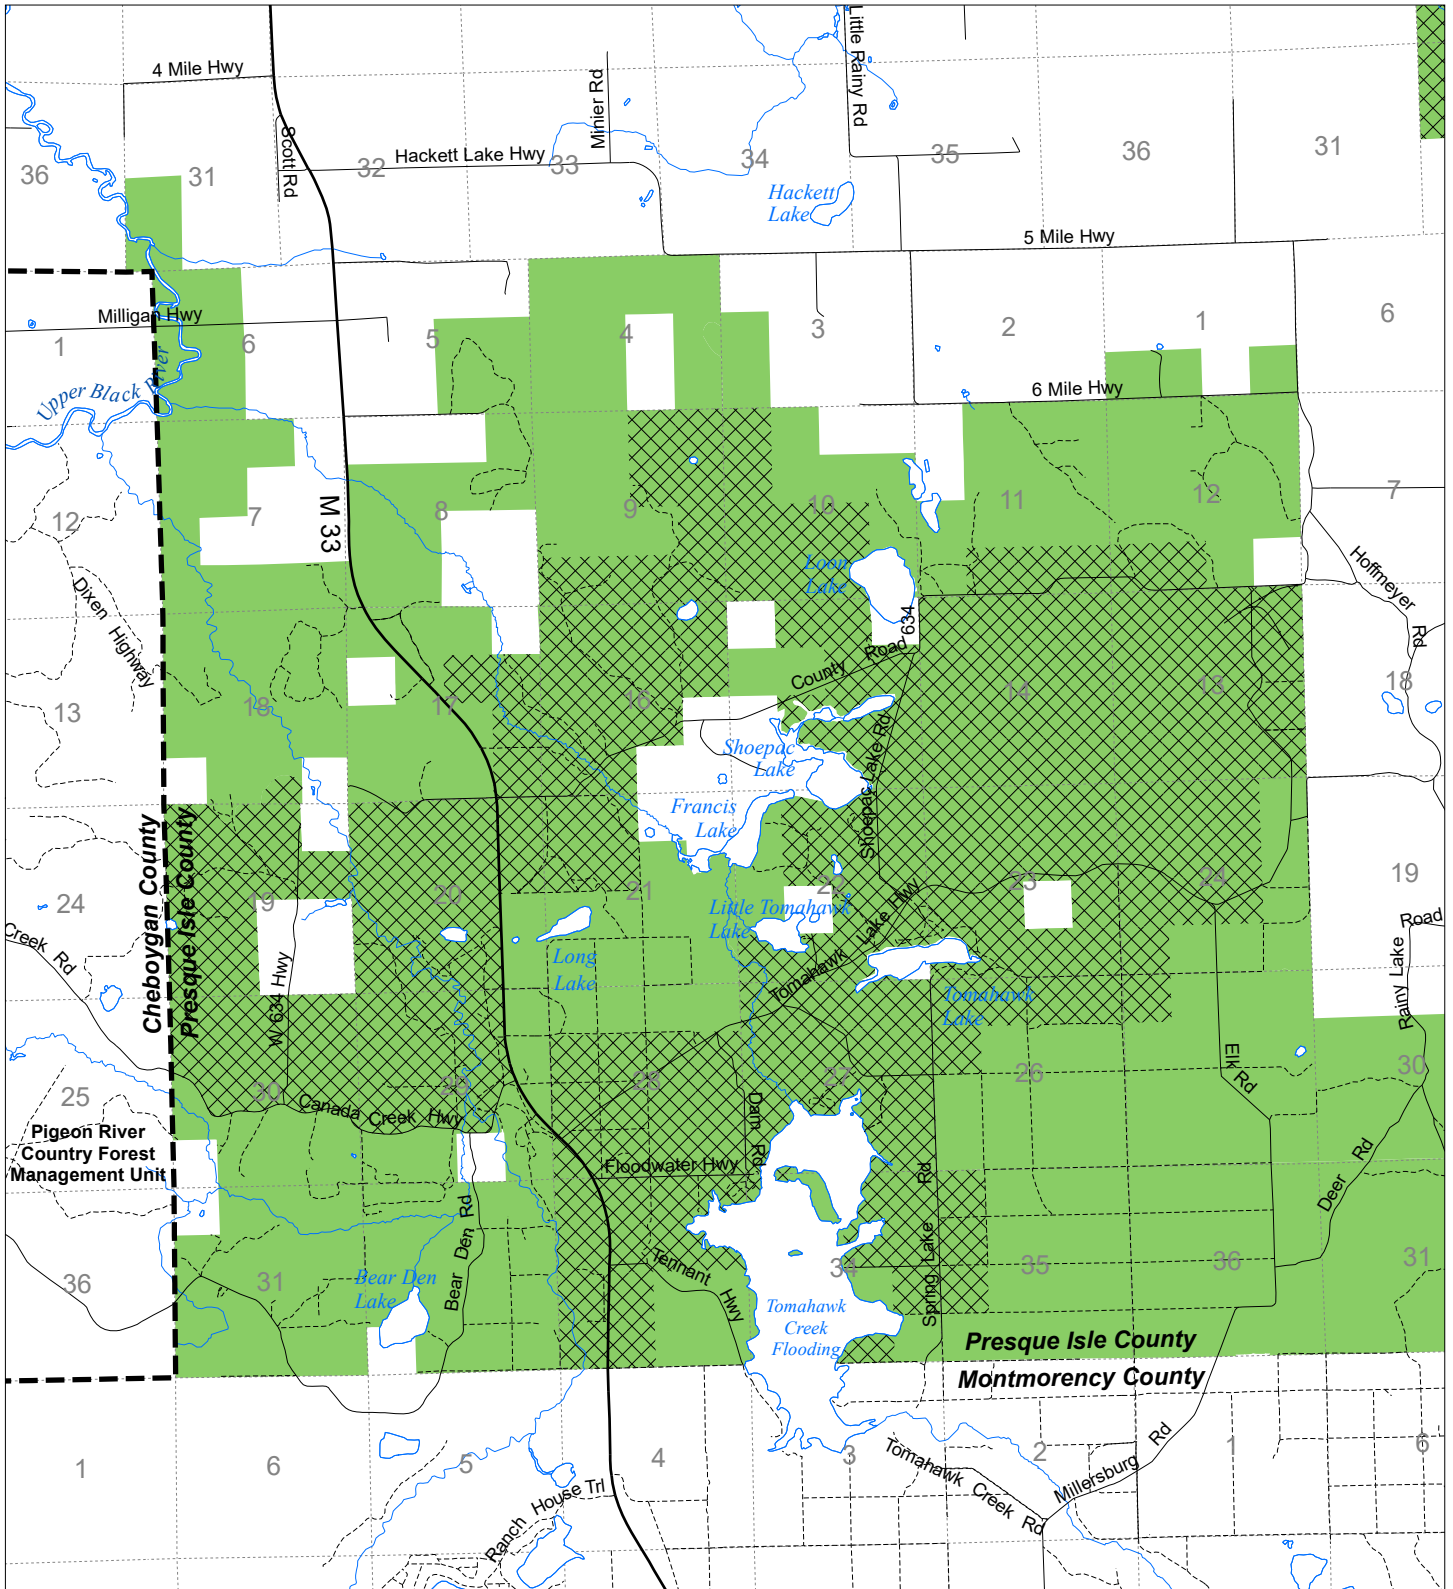 4 Mile Hwy
Little Rainy Rd
Minier Rd
Scott Rd
Hackett Lake Hwy
36
31
32
33
34
35
36
31
Hackett
Lake
5 Mile Hwy
Milligan Hwy
1
6
5
4
3
2
1
6
Upper Black River
6 Mile Hwy
M 33
12
7
8
9
10
11
12
7
Loon
Lake
Hoffmeyer Rd
Dixen Highway
634
County Road
13
18
17
16
14
13
18
Shoepac
Lake
Shoepac Lake Rd
Francis
Lake
Cheboygan County
Presque Isle County
24
19
20
21
22
23
24
19
Little Tomahawk
Lake
Tomahawk Lake Hwy
Creek Rd
Long
Lake
W 634 Hwy
Rainy Lake Road
Tomahawk
Lake
25
30
29
28
27
26
30
Elk Rd
Canada Creek Hwy
Dam Rd
Pigeon River
Country Forest
Management Unit
Floodwater Hwy
Deer Rd
Bear Den Rd
Spring Lake Rd
36
31
34
35
36
31
Tennant Hwy
Bear Den
Lake
Tomahawk
Creek
Flooding
Presque Isle County
Montmorency County
1
6
5
4
3
2
1
6
Tomahawk Creek Rd
Millersburg Rd
Ranch House Trl